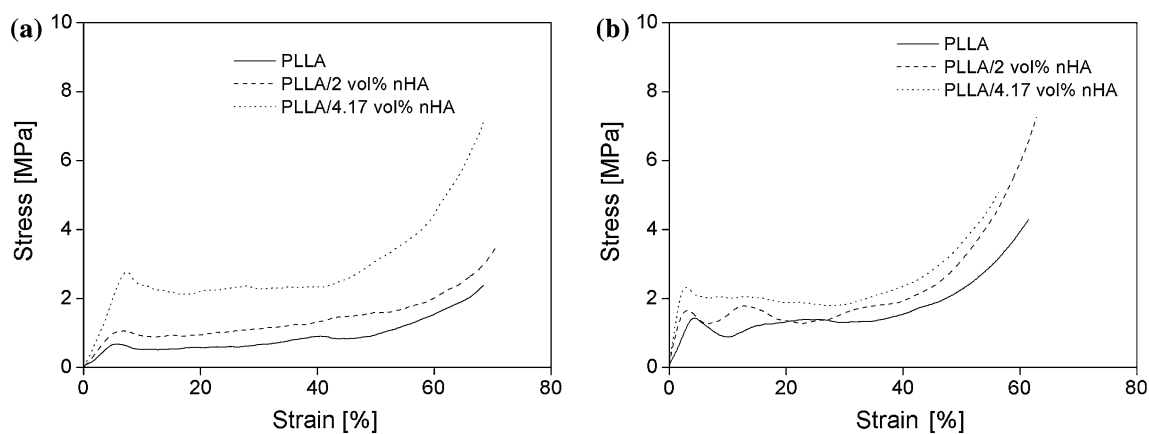 (a)
10
8
6
4
2
0
Stress [MPa]
PLLA
PLLA/2 vol% nHA
PLLA/4.17 vol% nHA
0 20 40 60 80
Strain [%]
(b)
10
8
6
4
2
0
Stress [MPa]
PLLA
PLLA/2 vol% nHA
PLLA/4.17 vol% nHA
0 20 40 60 80
Strain [%]